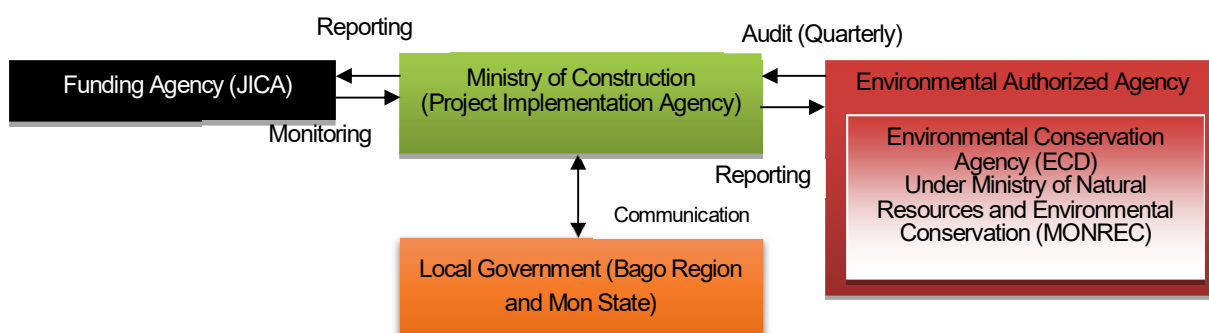 Reporting
Audit (Quarterly)
Funding Agency (JICA)
Monitoring
Ministry of Construction
(Project Implementation Agency)
Environmental Authorized Agency
Environmental Conservation
Agency (ECD)
Under Ministry of Natural
Resources and Environmental
Conservation (MONREC)
Reporting
Communication
Local Government (Bago Region
and Mon State)